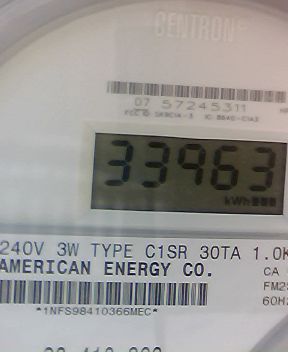 CENTRON®
07 57245311
33963
kWh
240V 3W TYPE C1SR 30TA 1.0K
AMERICAN ENERGY CO.
CA
FM2S
60HZ
*1NFS98410366MEC*